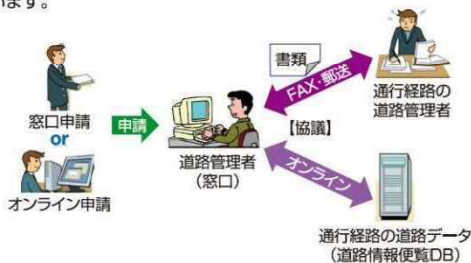 います。
窓口申請
or
オンライン申請
申請
道路管理者
(窓口)
書類
FAX・郵送
【協議】
オンライン
通行経路の
道路管理者
通行経路の道路データ
(道路情報便覧DB)